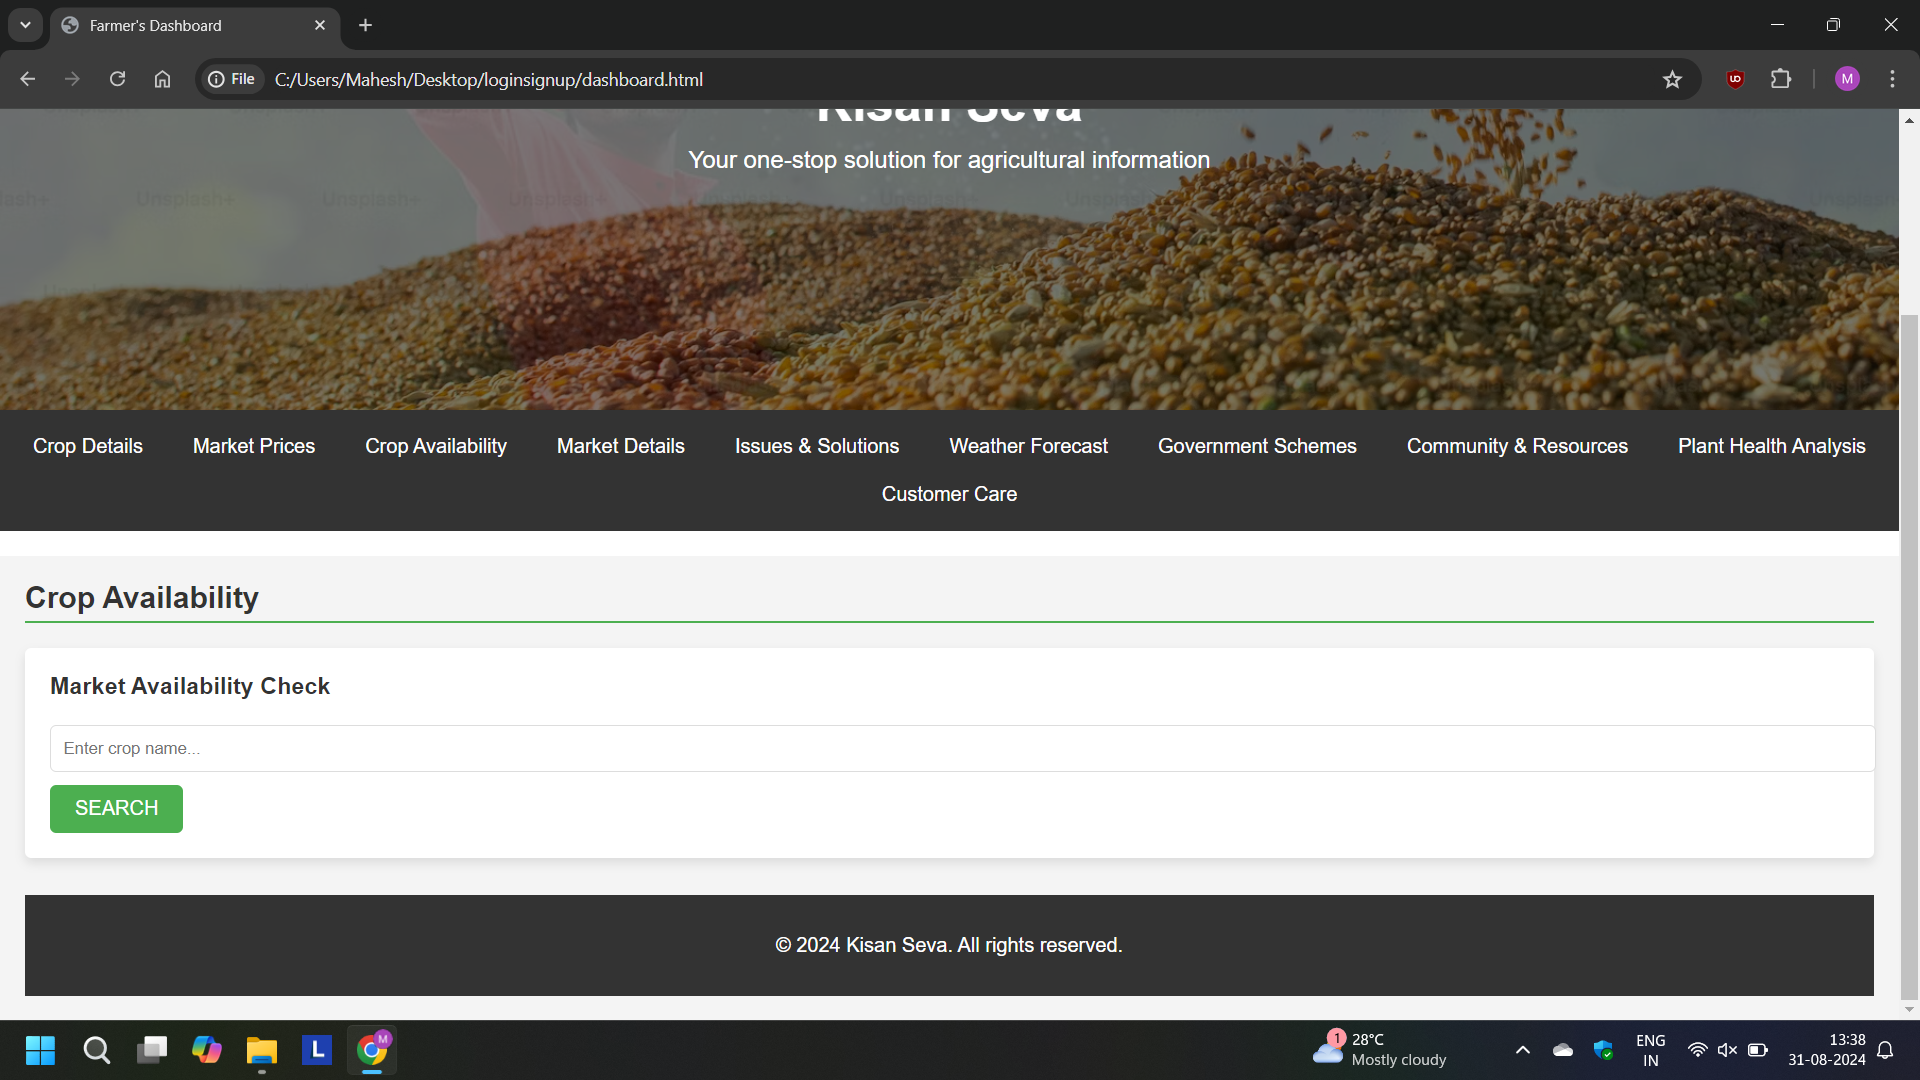 Farmer's Dashboard
File
C:/Users/Mahesh/Desktop/loginsignup/dashboard.html
M
Kisan Seva
Your one-stop solution for agricultural information
Unsplash+ Unsplash+ Unsplash+ Unsplash+
Crop Details Market Prices Crop Availability Market Details Issues & Solutions Weather Forecast Government Schemes Community & Resources Plant Health Analysis
Customer Care
Crop Availability
Market Availability Check
Enter crop name...
SEARCH
© 2024 Kisan Seva. All rights reserved.
L
M
1
28°C
Mostly cloudy
ENG
IN
13:38
31-08-2024